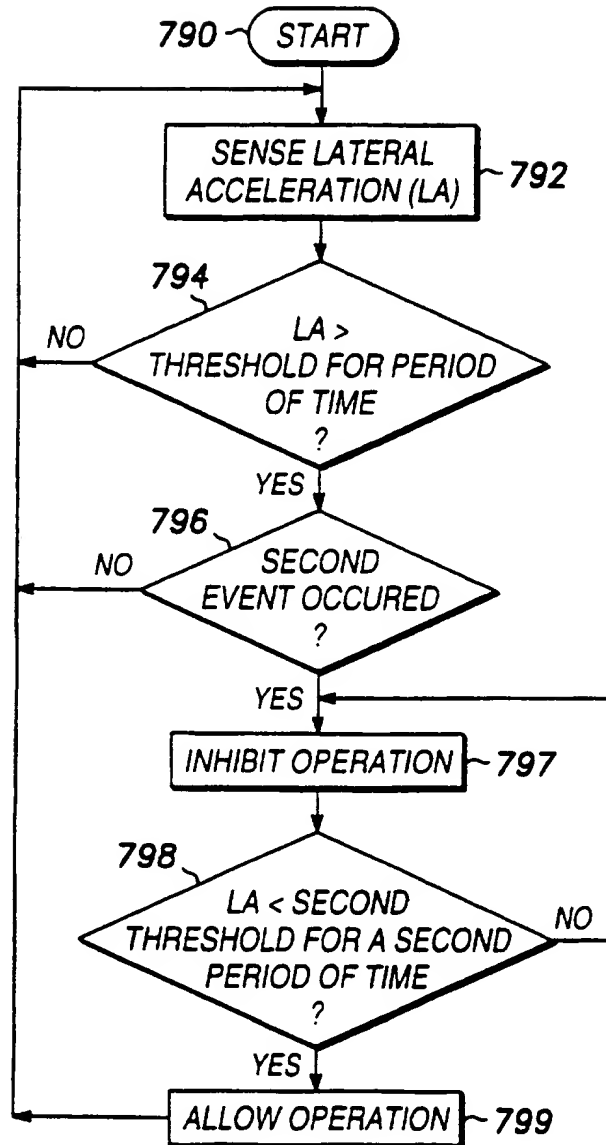 790 START
SENSE LATERAL
ACCELERATION (LA) 792
794
NO
LA >
THRESHOLD FOR PERIOD
OF TIME
?
YES
796
NO
SECOND
EVENT OCCURED
?
YES
INHIBIT OPERATION 797
798
LA < SECOND
THRESHOLD FOR A SECOND
PERIOD OF TIME
?
NO
YES
ALLOW OPERATION 799